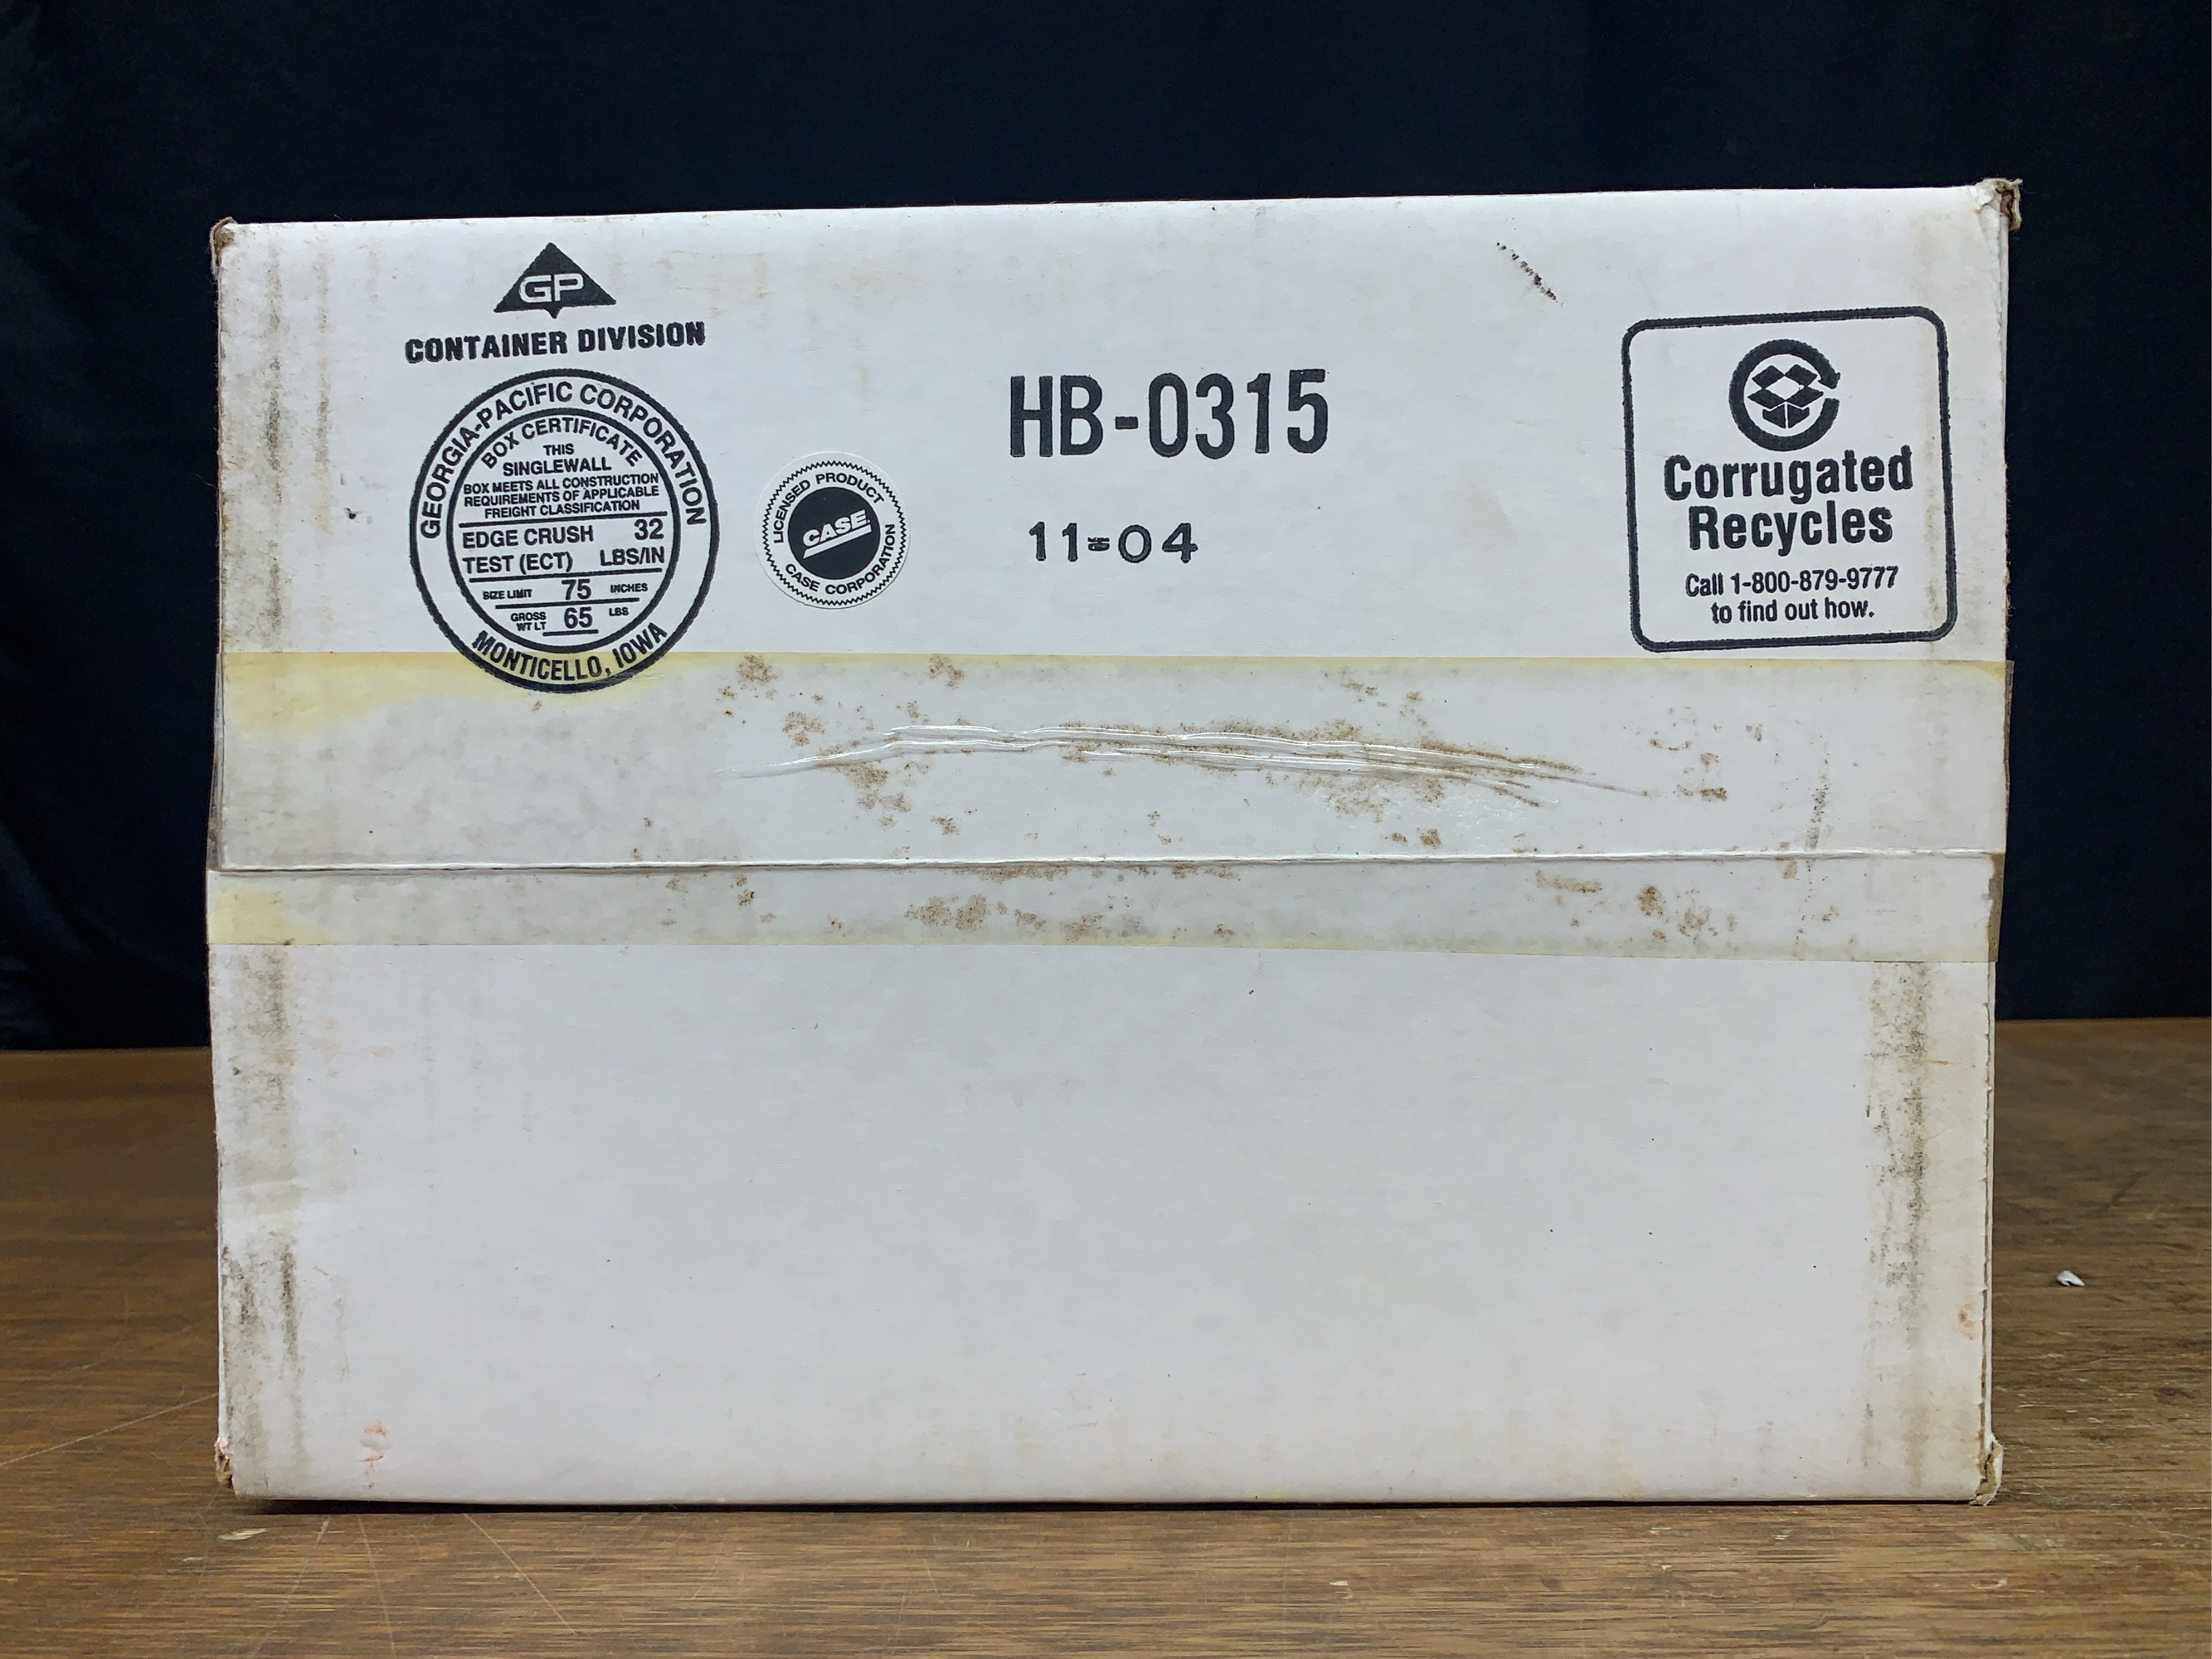 GP
CONTAINER DIVISION
GEORGIA-PACIFIC CORPORATION
BOX CERTIFICATE
THIS
SINGLEWALL
BOX MEETS ALL CONSTRUCTION
REQUIREMENTS OF APPLICABLE
FREIGHT CLASSIFICATION
EDGE CRUSH 32
TEST (ECT) LBS/IN
SIZE LIMIT 75 INCHES
GROSS
WT LT 65 LBS
MONTICELLO, IOWA
LICENSED PRODUCT
CASE
CASE CORPORATION
HB-0315
11-04
Corrugated
Recycles
Call 1-800-879-9777
to find out how.